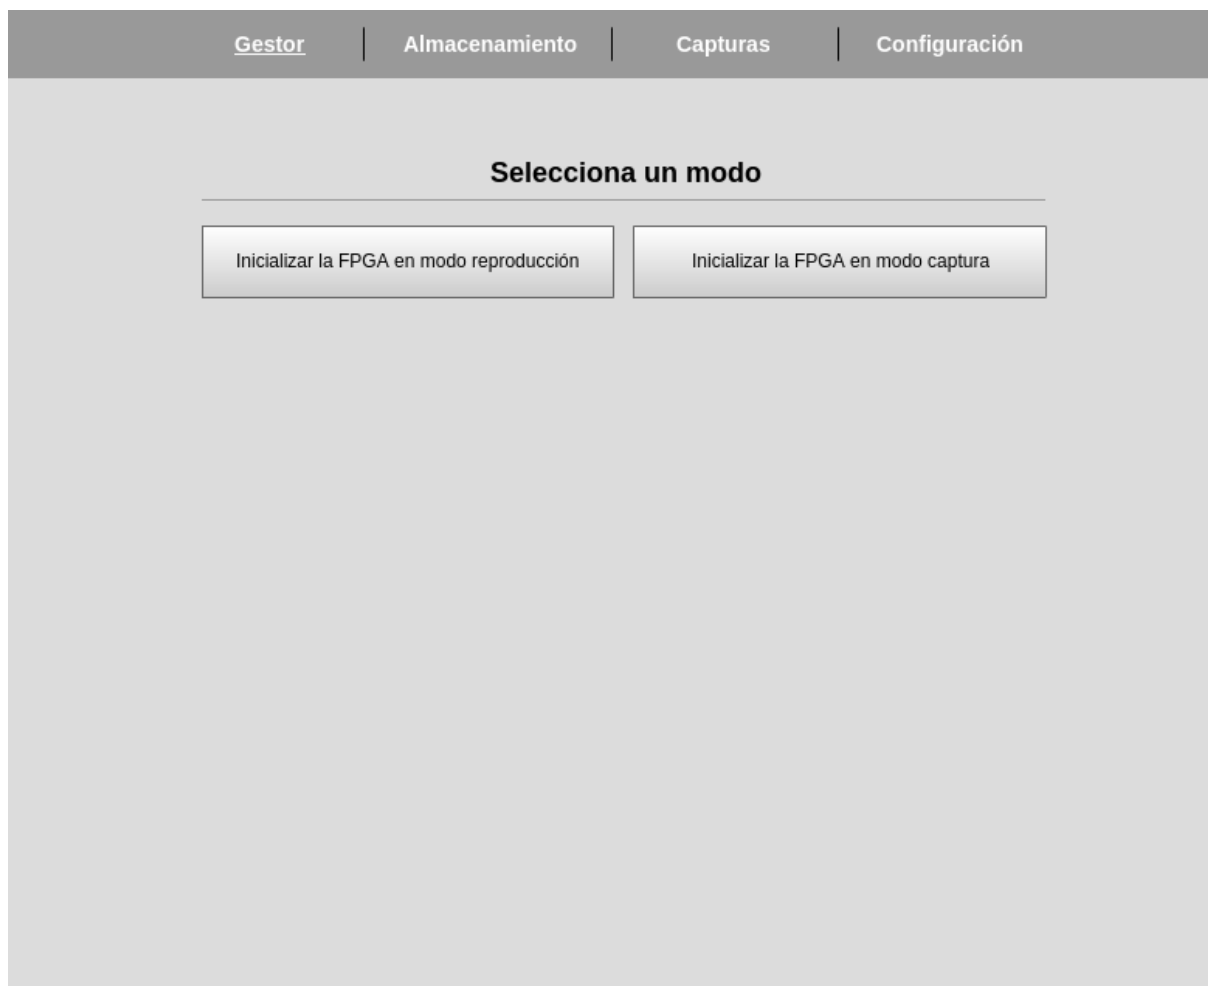 Gestor Almacenamiento Capturas Configuración
Selecciona un modo
Inicializar la FPGA en modo reproducción Inicializar la FPGA en modo captura